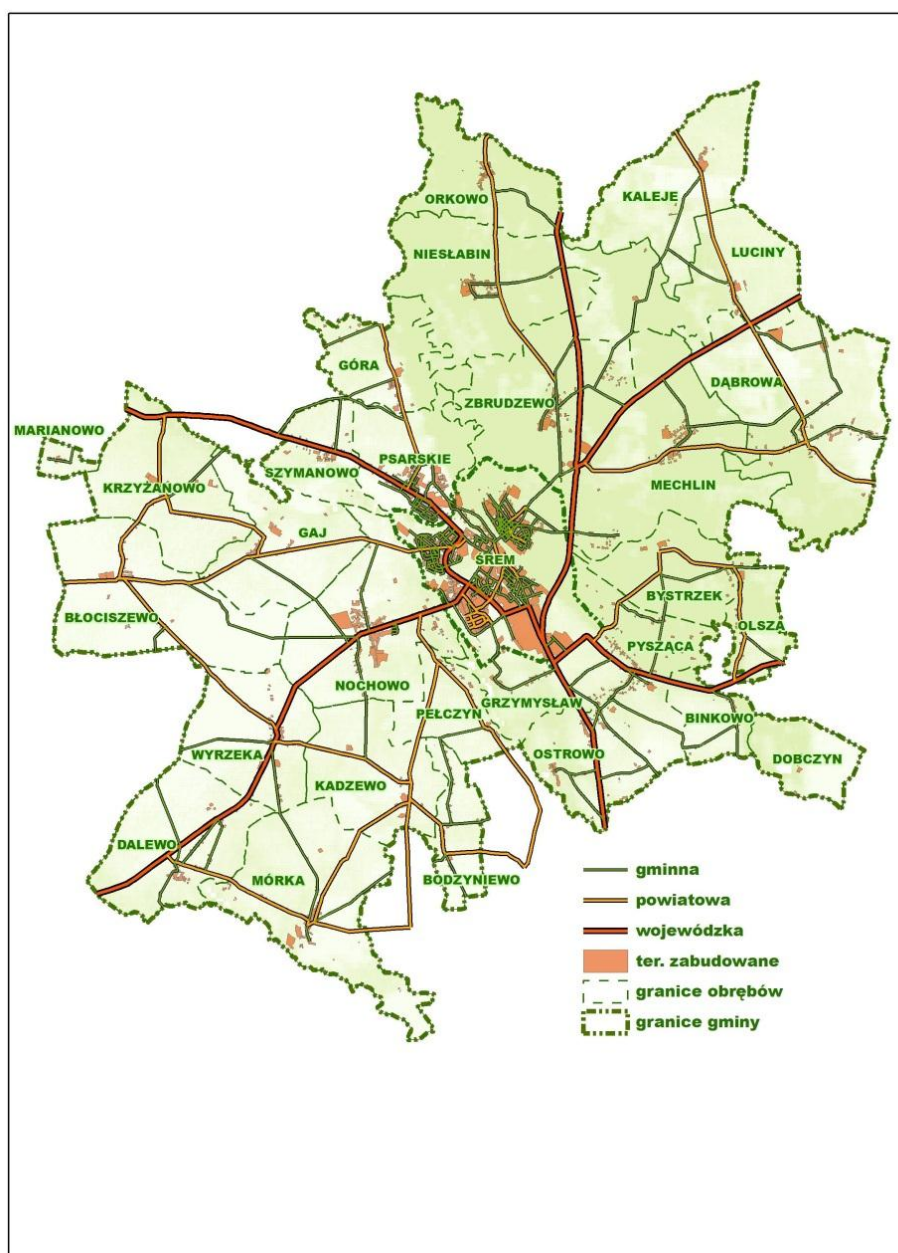 ORKOWO
KALEJE
NIESŁABIN
LUCINY
GÓRA
DĄBROWA
ZBRUDZEWO
MARIANOWO
PSARSKIE
SZYMANOWO
KRZYŻANOWO
MECHLIN
GAJ
ŚREM
BYSTRZEK
BŁOCISZEWO
OLSZA
PYSZĄCA
NOCHOWO
GRZYMYSŁAW
PEŁCZYN
BINKOWO
WYRZEKA
OSTROWO
DOBCZYN
KADZEWO
DALEWO
MÓRKA
BODZYNIEWO
gminna
powiatowa
wojewódzka
ter. zabudowane
granice obrębów
granice gminy